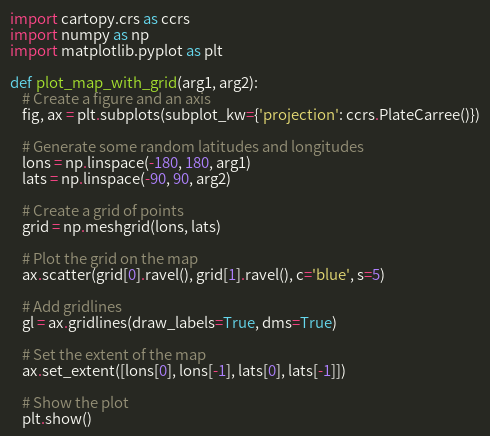 import cartopy.crs as ccrs
import numpy as np
import matplotlib.pyplot as plt

def plot_map_with_grid(arg1, arg2):
    # Create a figure and an axis
    fig, ax = plt.subplots(subplot_kw={'projection': ccrs.PlateCarree()})

    # Generate some random latitudes and longitudes
    lons = np.linspace(-180, 180, arg1)
    lats = np.linspace(-90, 90, arg2)

    # Create a grid of points
    grid = np.meshgrid(lons, lats)

    # Plot the grid on the map
    ax.scatter(grid[0].ravel(), grid[1].ravel(), c='blue', s=5)

    # Add gridlines
    gl = ax.gridlines(draw_labels=True, dms=True)

    # Set the extent of the map
    ax.set_extent([lons[0], lons[-1], lats[0], lats[-1]])

    # Show the plot
    plt.show()